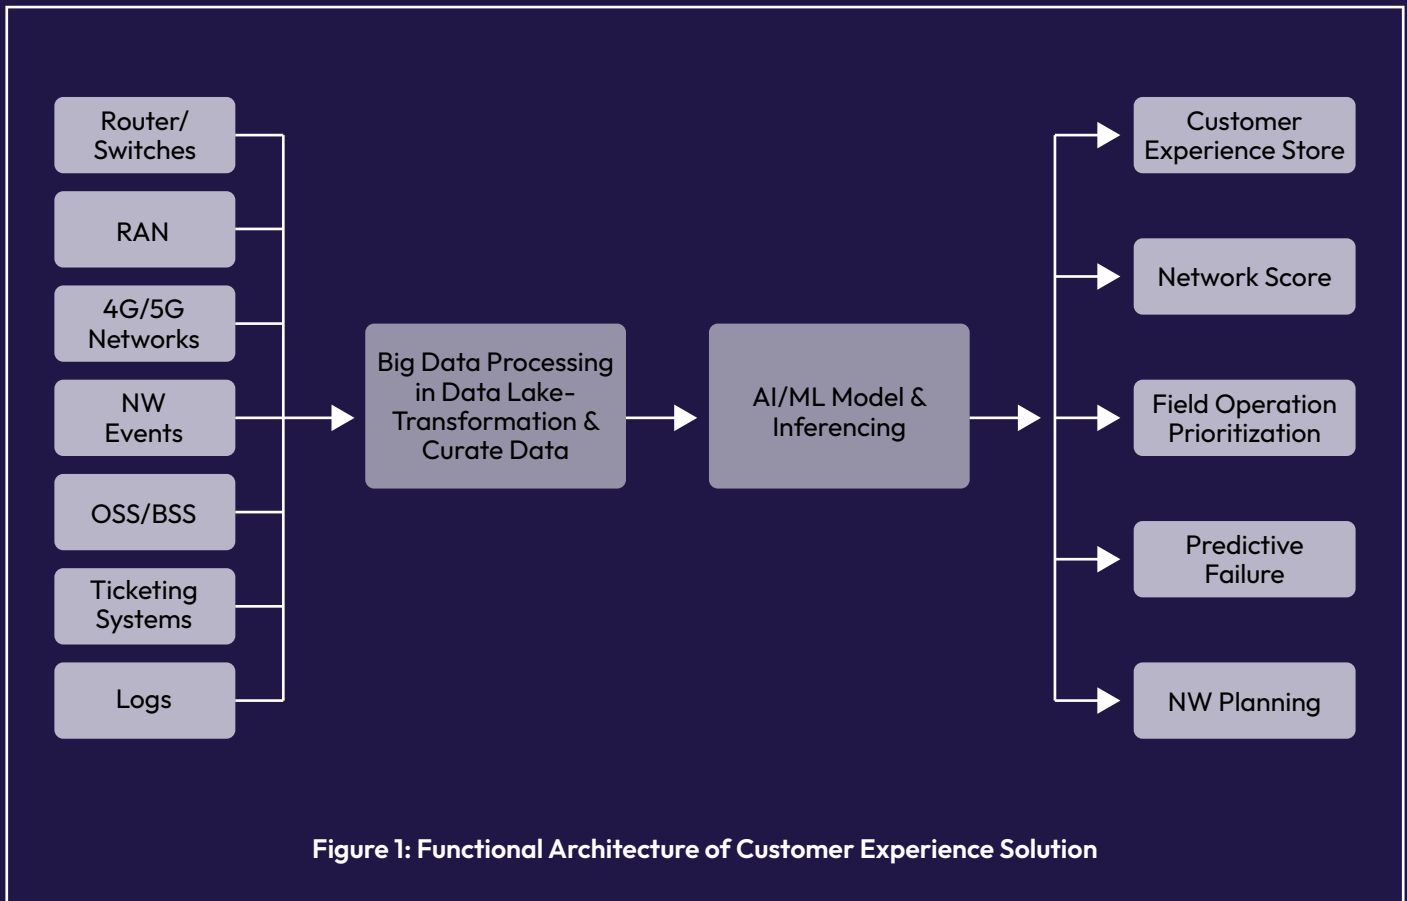 Router/
Switches
RAN
4G/5G
Networks
NW
Events
OSS/BSS
Ticketing
Systems
Logs
Big Data Processing
in Data Lake-
Transformation &
Curate Data
AI/ML Model &
Inferencing
Customer
Experience Store
Network Score
Field Operation
Prioritization
Predictive
Failure
NW Planning
Figure 1: Functional Architecture of Customer Experience Solution